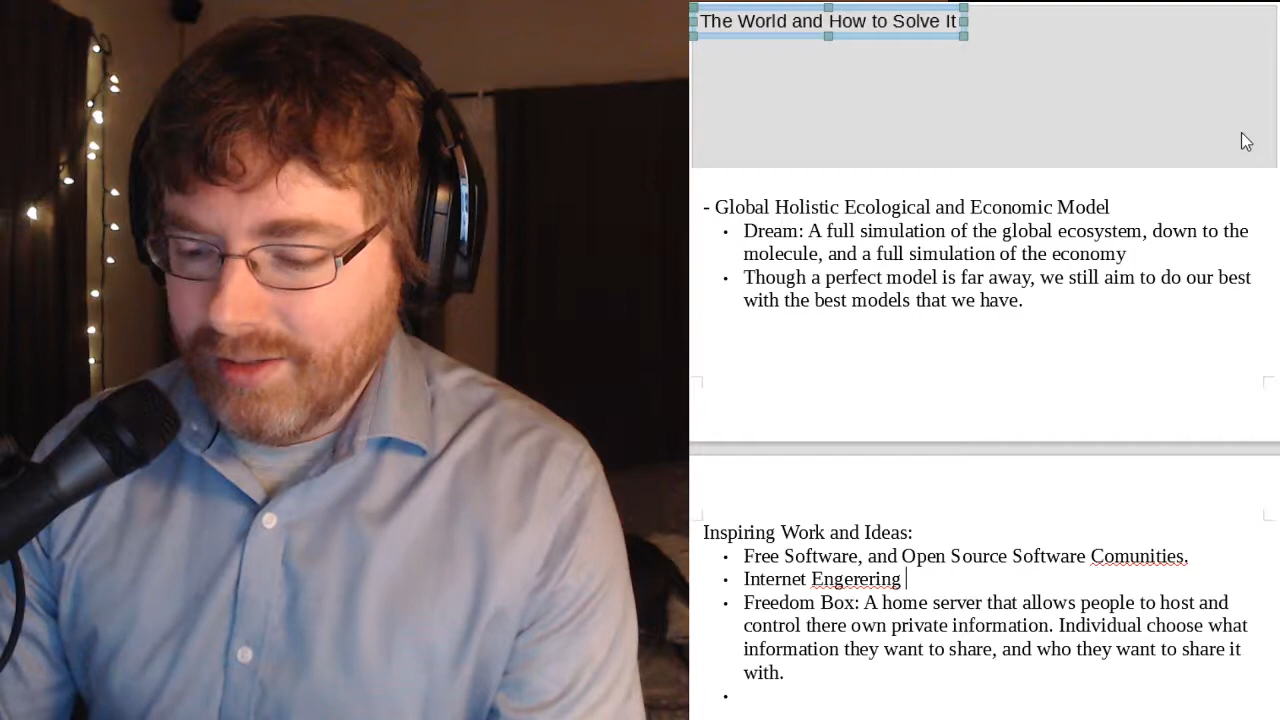 The World and How to Solve It
- Global Holistic Ecological and Economic Model
• Dream: A full simulation of the global ecosystem, down to the
molecule, and a full simulation of the economy
• Though a perfect model is far away, we still aim to do our best
with the best models that we have.
Inspiring Work and Ideas:
• Free Software, and Open Source Software Comunities.
• Internet Engerering
• Freedom Box: A home server that allows people to host and
control there own private information. Individual choose what
information they want to share, and who they want to share it
with.
•